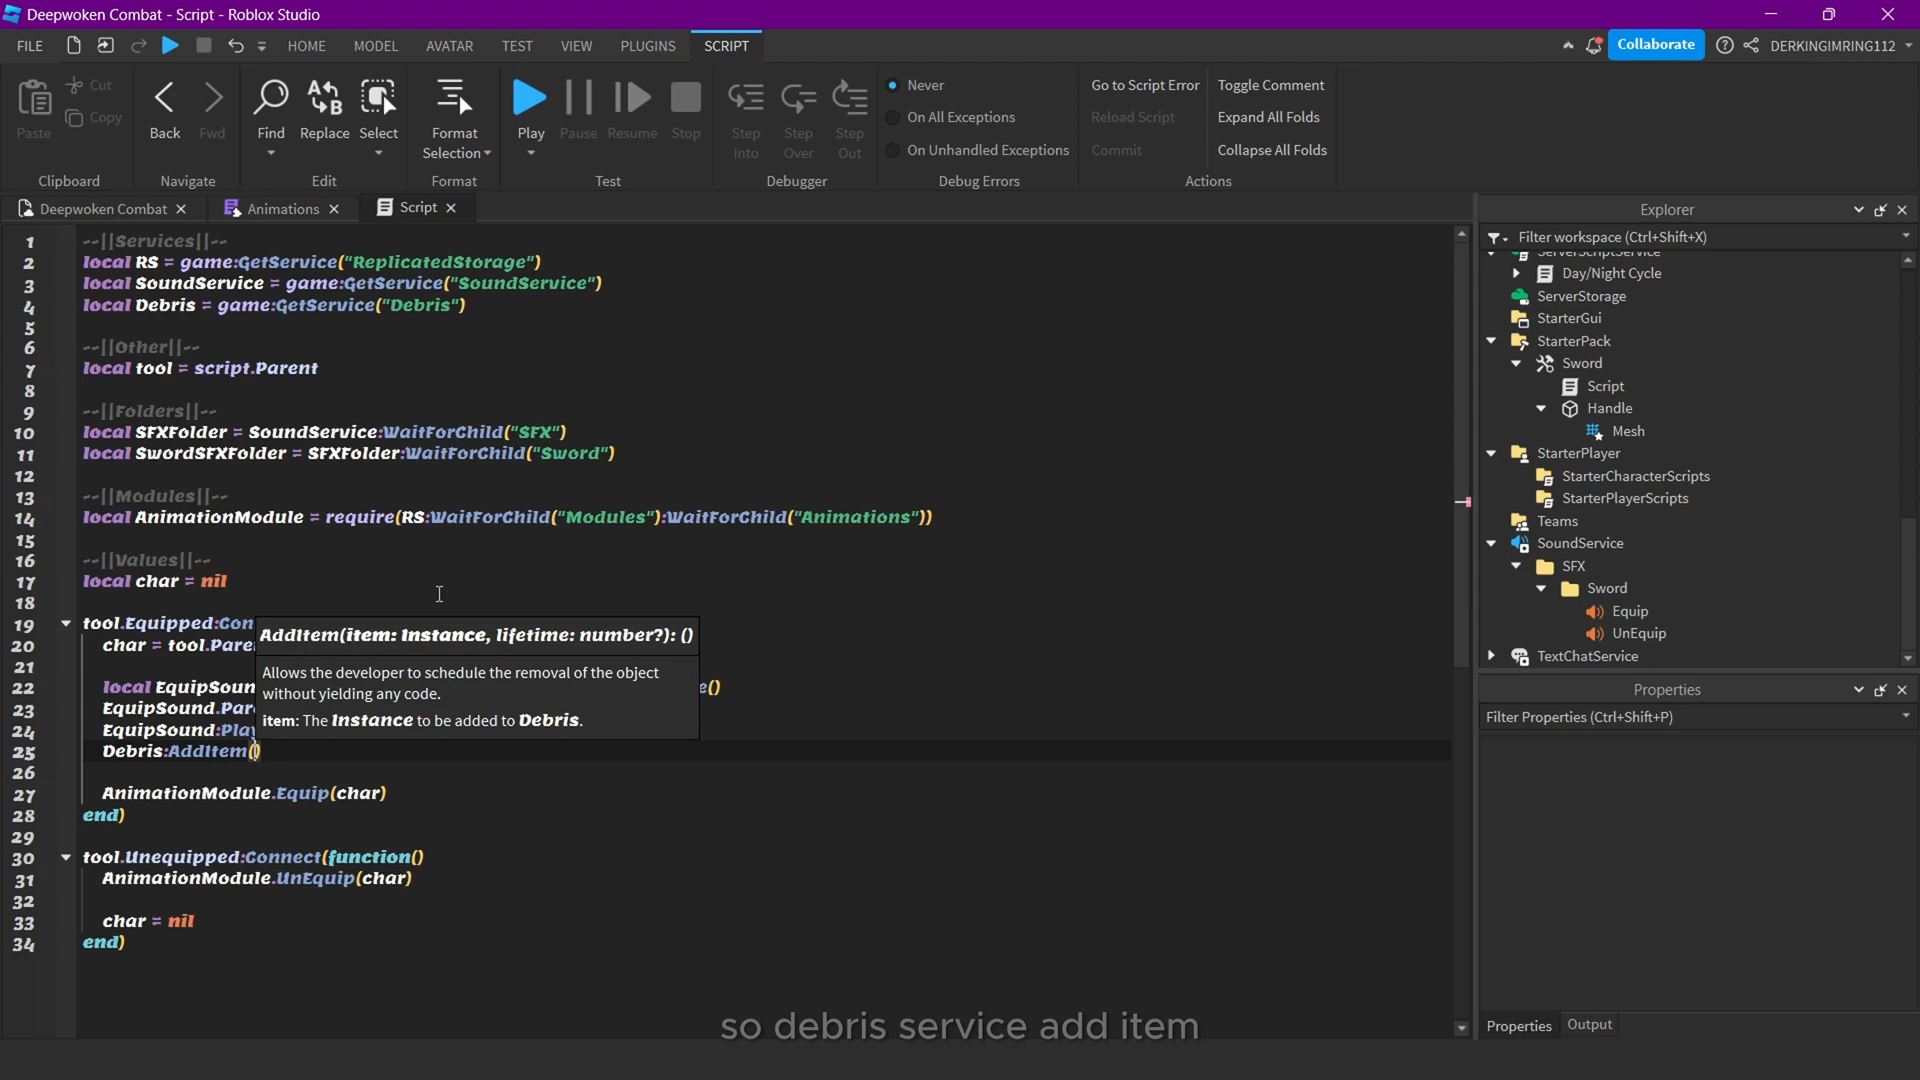 Deepwoken Combat - Script - Roblox Studio
FILE HOME MODEL AVATAR TEST VIEW PLUGINS SCRIPT Collaborate DERKINGIMRING112
Paste Cut Copy Back Fwd Find Replace Select Format Selection Play Pause Resume Stop Step Into Step Over Step Out
Never
On All Exceptions
On Unhandled Exceptions
Go to Script Error
Reload Script
Commit
Toggle Comment
Expand All Folds
Collapse All Folds
Clipboard Navigate Edit Format Test Debugger Debug Errors Actions
Deepwoken Combat Animations Script
1 --||Services||--
2 local RS = game:GetService("ReplicatedStorage")
3 local SoundService = game:GetService("SoundService")
4 local Debris = game:GetService("Debris")
5
6 --||Other||--
7 local tool = script.Parent
8
9 --||Folders||--
10 local SFXFolder = SoundService:WaitForChild("SFX")
11 local SwordSFXFolder = SFXFolder:WaitForChild("Sword")
12
13 --||Modules||--
14 local AnimationModule = require(RS:WaitForChild("Modules"):WaitForChild("Animations"))
15
16 --||Values||--
17 local char = nil
18
19 tool.Equipped:Con
20 char = tool.Pare
21
22 local EquipSoun e()
23 EquipSound.Par
24 EquipSound:Play
25 Debris:AddItem()
26
27 AnimationModule.Equip(char)
28 end)
29
30 tool.Unequipped:Connect(function()
31 AnimationModule.UnEquip(char)
32
33 char = nil
34 end)
AddItem(item: Instance, lifetime: number?): ()
Allows the developer to schedule the removal of the object
without yielding any code.
item: The Instance to be added to Debris.
so debris service add item
Explorer
Filter workspace (Ctrl+Shift+X)
ServerScriptService
Day/Night Cycle
ServerStorage
StarterGui
StarterPack
Sword
Script
Handle
Mesh
StarterPlayer
StarterCharacterScripts
StarterPlayerScripts
Teams
SoundService
SFX
Sword
Equip
UnEquip
TextChatService
Properties
Filter Properties (Ctrl+Shift+P)
Properties Output